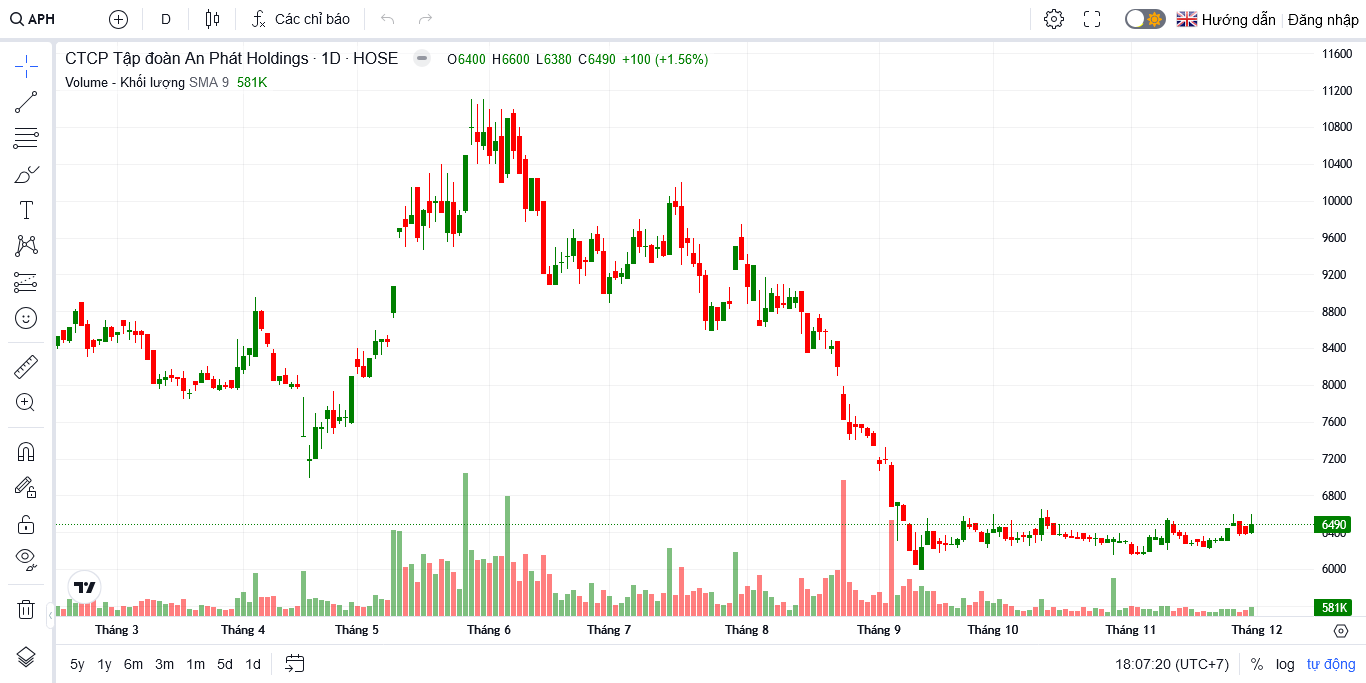 APH D Các chỉ báo Hướng dẫn Đăng nhập
CTCP Tập đoàn An Phát Holdings · 1D · HOSE O6400 H6600 L6380 C6490 +100 (+1.56%)
Volume - Khối lượng SMA 9 581K
11600
11200
10800
10400
10000
9600
9200
8800
8400
8000
7600
7200
6800
6490
6400
6000
581K
Tháng 3 Tháng 4 Tháng 5 Tháng 6 Tháng 7 Tháng 8 Tháng 9 Tháng 10 Tháng 11 Tháng 12
5y 1y 6m 3m 1m 5d 1d 18:07:20 (UTC+7) % log tự động